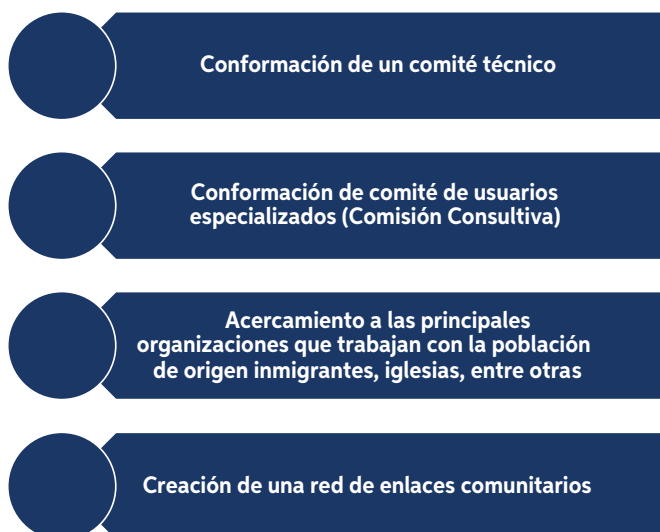 Conformación de un comité técnico
Conformación de comité de usuarios
especializados (Comisión Consultiva)
Acercamiento a las principales
organizaciones que trabajan con la población
de origen inmigrantes, iglesias, entre otras
Creación de una red de enlaces comunitarios